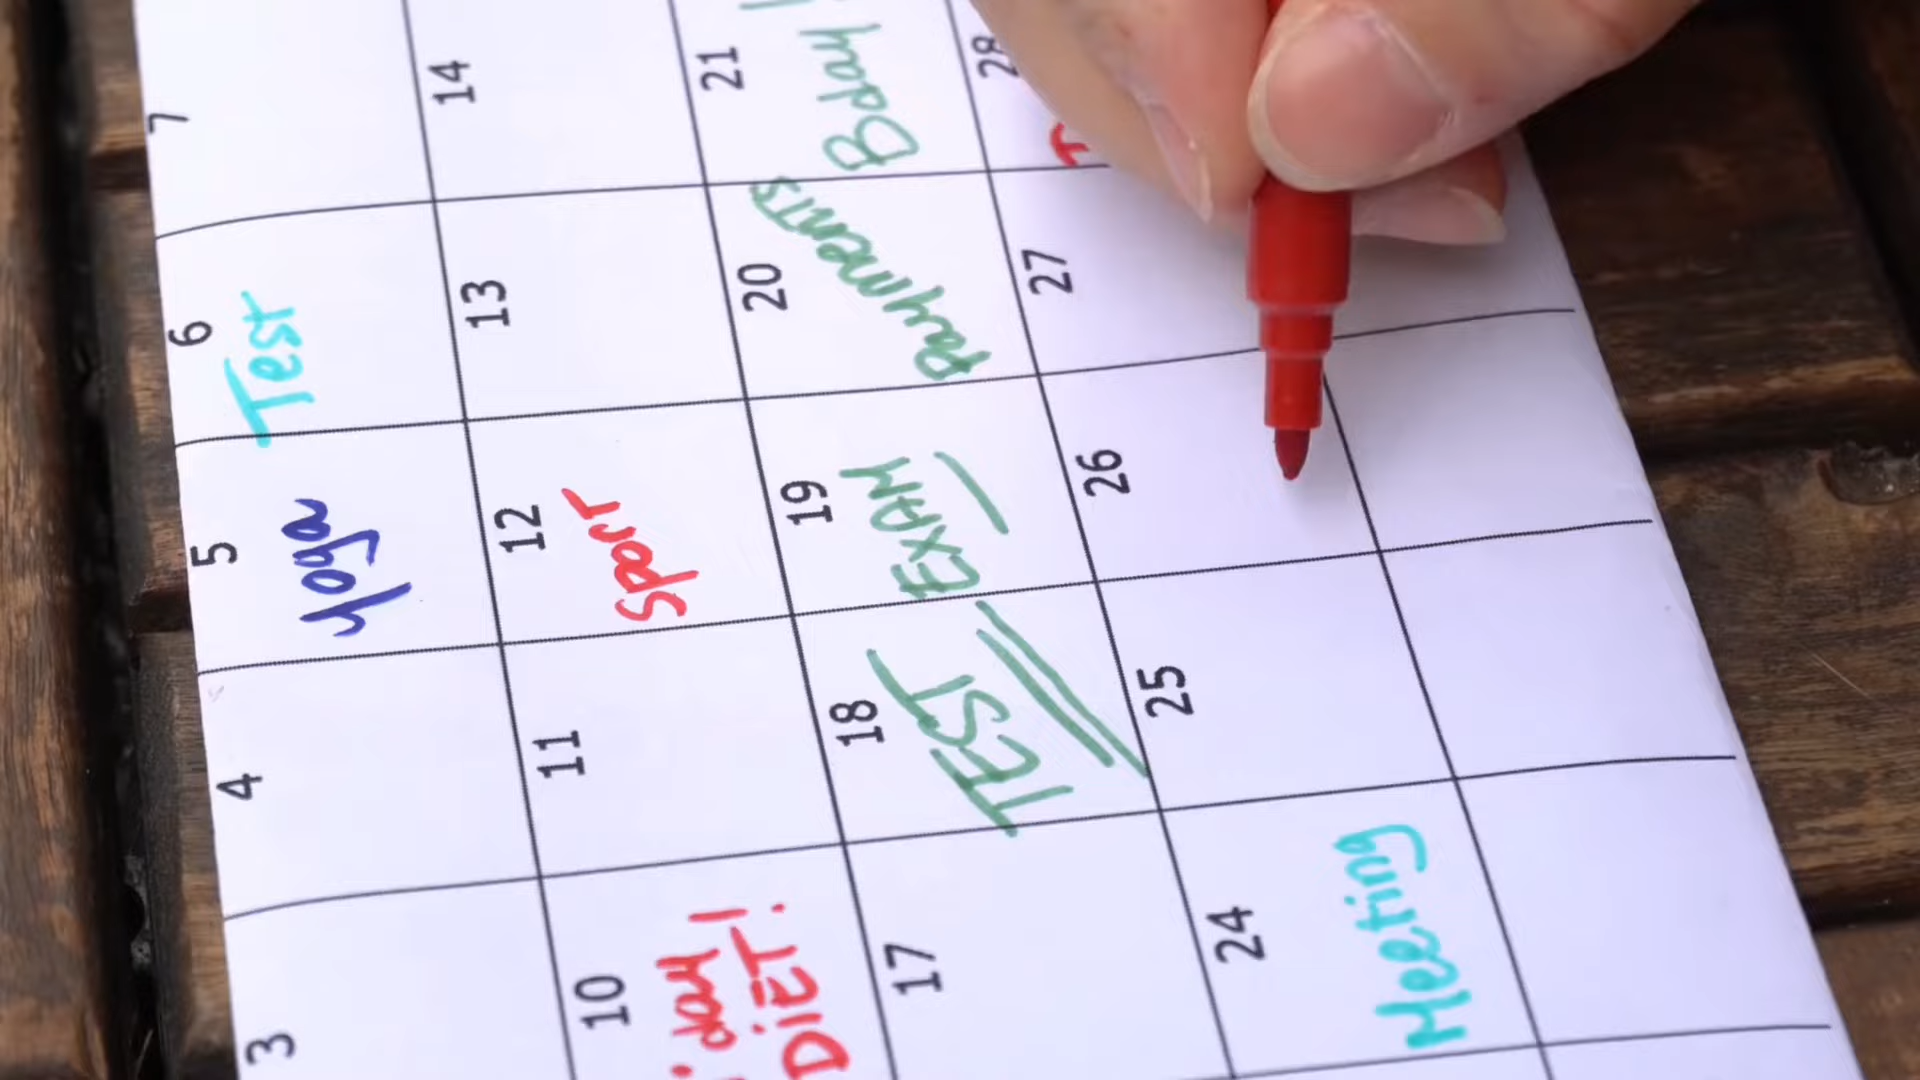 3 4 5 6 7
Yoga Test
10 11 12 13 14
day
DIET! sport
17 18 19 20 21
TEST EXAM Payments Bday
24 25 26 27 28
Meeting